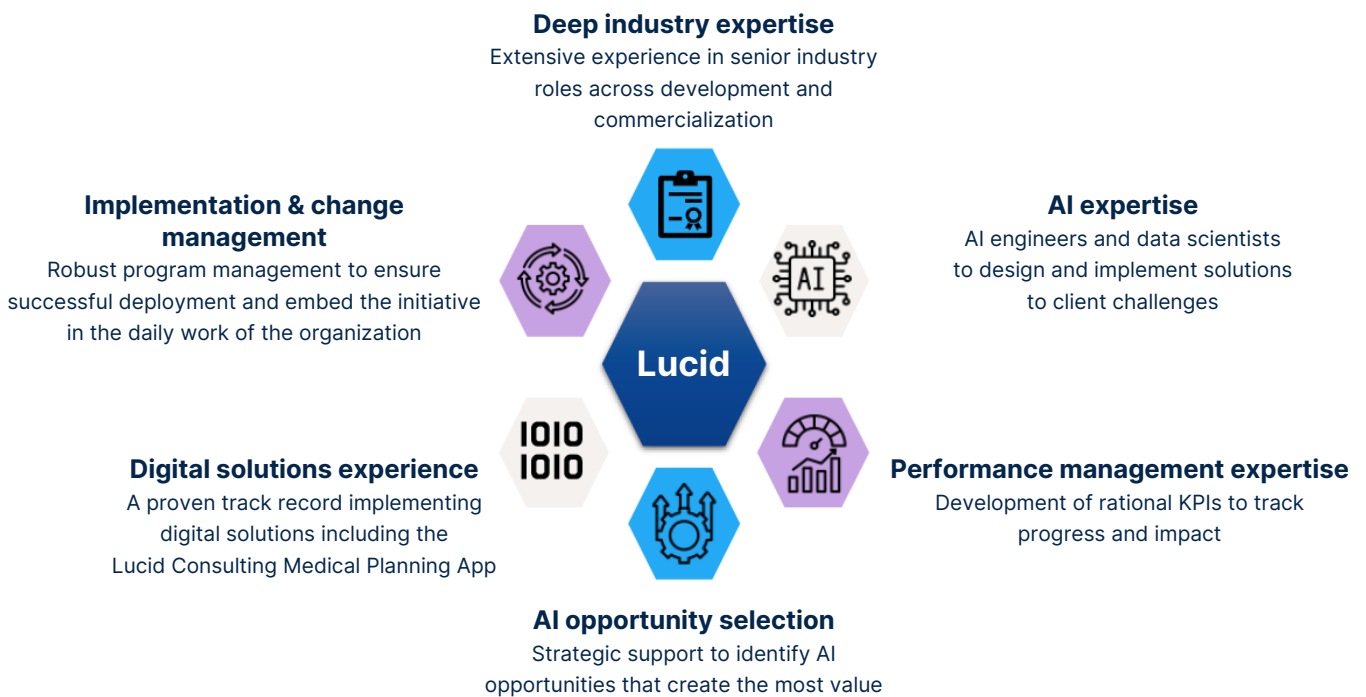 Deep industry expertise
Extensive experience in senior industry
roles across development and
commercialization
Implementation & change
management
Robust program management to ensure
successful deployment and embed the initiative
in the daily work of the organization
AI expertise
AI engineers and data scientists
to design and implement solutions
to client challenges
AI
Lucid
1010
1010
Digital solutions experience
A proven track record implementing
digital solutions including the
Lucid Consulting Medical Planning App
Performance management expertise
Development of rational KPIs to track
progress and impact
AI opportunity selection
Strategic support to identify AI
opportunities that create the most value